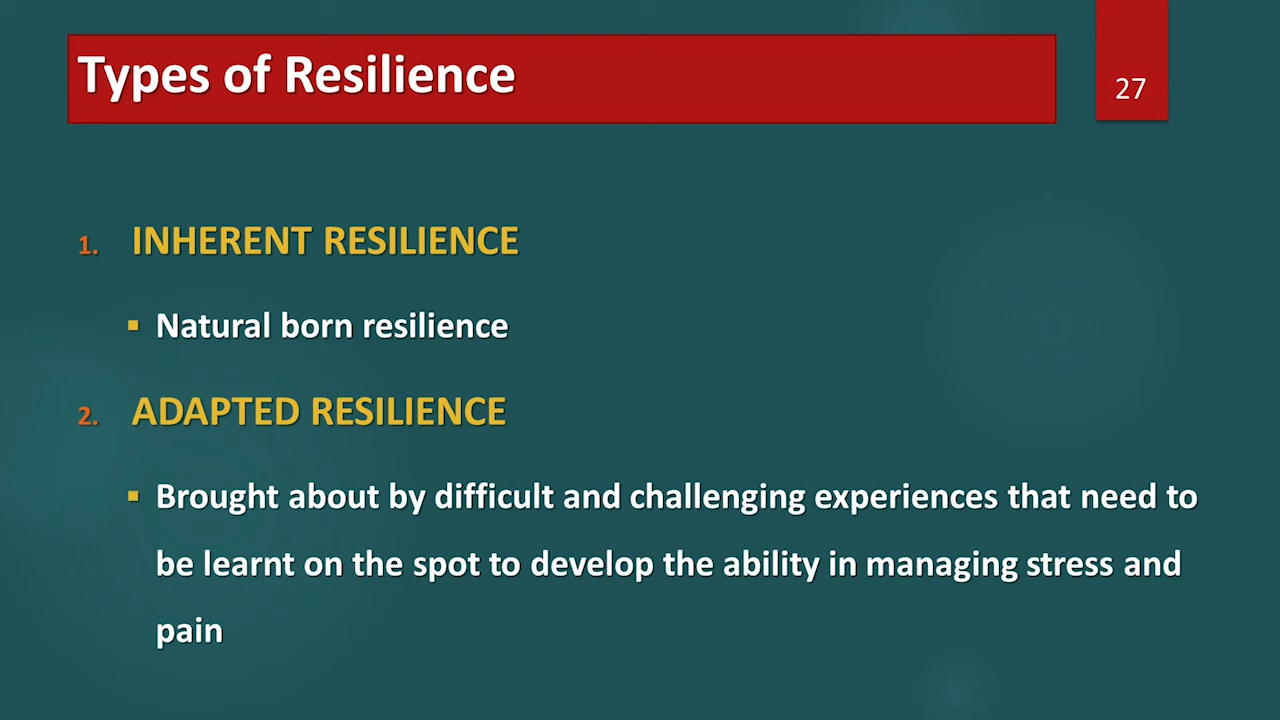 Types of Resilience
27
1. INHERENT RESILIENCE
▪ Natural born resilience
2. ADAPTED RESILIENCE
▪ Brought about by difficult and challenging experiences that need to
be learnt on the spot to develop the ability in managing stress and
pain